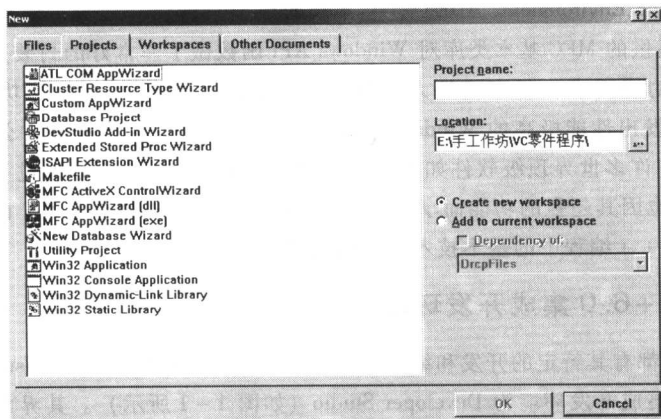 New
Files Projects Workspaces Other Documents
ATL COM AppWizard
Cluster Resource Type Wizard
Custom AppWizard
Database Project
DevStudio Add-in Wizard
Extended Stored Proc Wizard
ISAPI Extension Wizard
Makefile
MFC ActiveX ControlWizard
MFC AppWizard (dll)
MFC AppWizard (exe)
New Database Wizard
Utility Project
Win32 Application
Win32 Console Application
Win32 Dynamic-Link Library
Win32 Static Library
Project name:
Location:
E:\手工作坊\VC零件程序\
...
Create new workspace
Add to current workspace
Dependency of:
DrcpFiles
OK Cancel